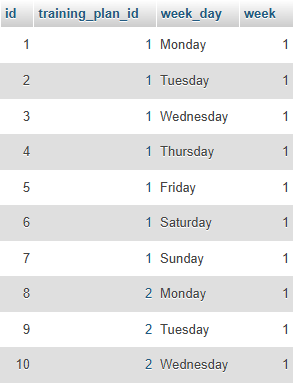 id training_plan_id week_day week
1 1 Monday 1
2 1 Tuesday 1
3 1 Wednesday 1
4 1 Thursday 1
5 1 Friday 1
6 1 Saturday 1
7 1 Sunday 1
8 2 Monday 1
9 2 Tuesday 1
10 2 Wednesday 1